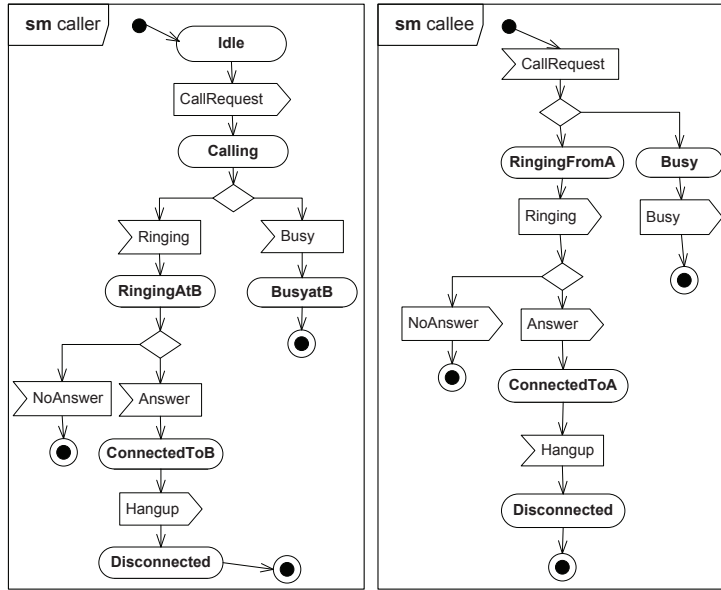 sm caller
Idle
CallRequest
Calling
Ringing
Busy
RingingAtB
BusyatB
NoAnswer
Answer
ConnectedToB
Hangup
Disconnected
sm callee
CallRequest
RingingFromA
Busy
Ringing
Busy
NoAnswer
Answer
ConnectedToA
Hangup
Disconnected